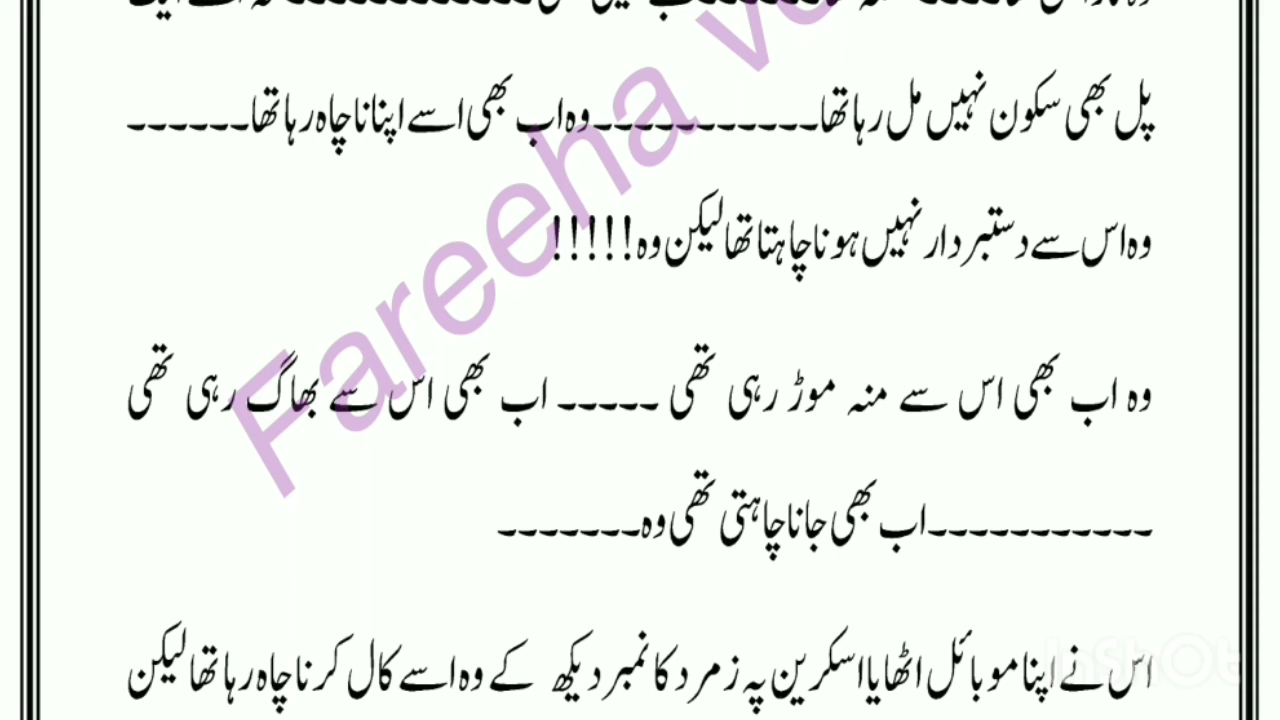 پل بھی سکون نہیں مل رہا تھا۔۔۔۔۔۔۔۔۔۔۔وہ اب بھی اسے اپنانا چاہ رہا تھا۔۔۔۔۔۔
وہ اس سے دستبردار نہیں ہونا چاہتا تھا لیکن وہ!!!!!
وہ اب بھی اس سے منہ موڑ رہی تھی ۔۔۔۔۔ اب بھی اس سے بھاگ رہی تھی
۔۔۔۔۔۔۔۔۔۔۔اب بھی جانا چاہتی تھی وہ۔۔۔۔۔۔۔
اس نے اپنا موبائل اٹھایا اسکرین پہ زمرد کا نمبر دیکھ کے وہ اسے کال کرنا چاہ رہا تھا لیکن
Fareeha
InShOt